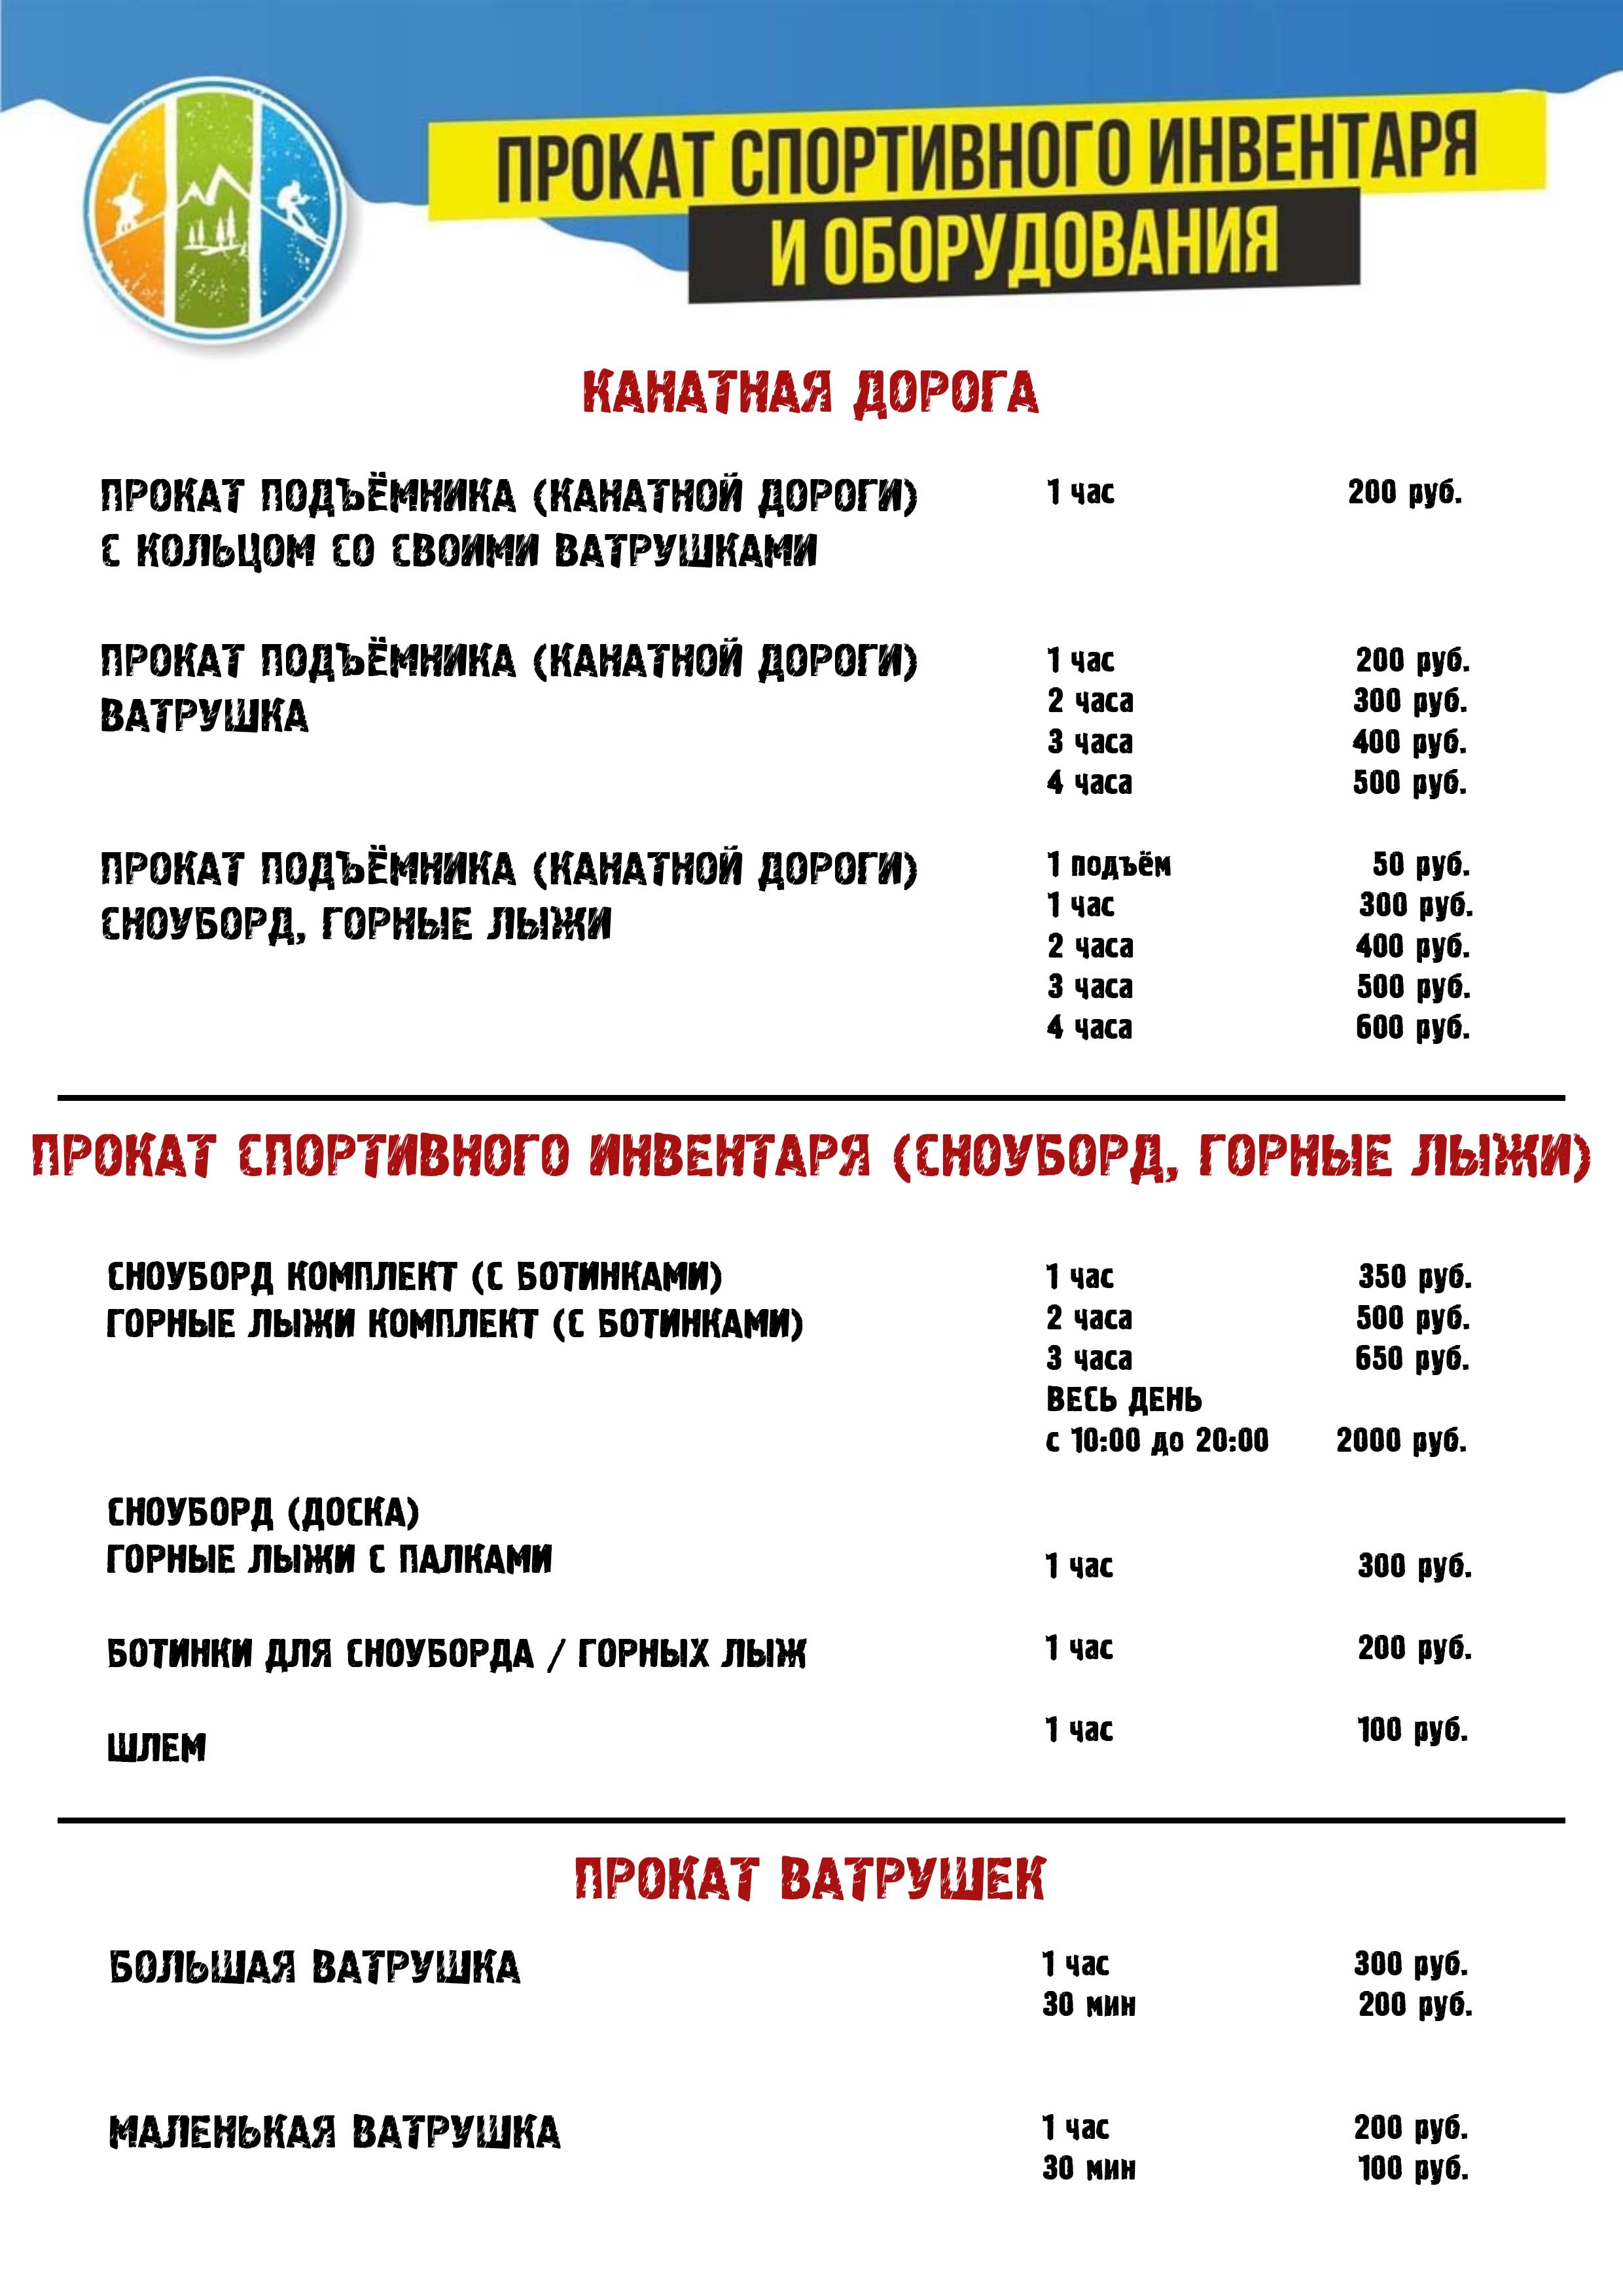 ПРОКАТ СПОРТИВНОГО ИНВЕНТАРЯ
И ОБОРУДОВАНИЯ
КАНАТНАЯ ДОРОГА
ПРОКАТ ПОДЪЁМНИКА (КАНАТНОЙ ДОРОГИ) 1 час 200 руб.
С КОЛЬЦОМ СО СВОИМИ ВАТРУШКАМИ
ПРОКАТ ПОДЪЁМНИКА (КАНАТНОЙ ДОРОГИ) 1 час 200 руб.
ВАТРУШКА 2 часа 300 руб.
3 часа 400 руб.
4 часа 500 руб.
ПРОКАТ ПОДЪЁМНИКА (КАНАТНОЙ ДОРОГИ) 1 подъём 50 руб.
СНОУБОРД, ГОРНЫЕ ЛЫЖИ 1 час 300 руб.
2 часа 400 руб.
3 часа 500 руб.
4 часа 600 руб.
ПРОКАТ СПОРТИВНОГО ИНВЕНТАРЯ (СНОУБОРД, ГОРНЫЕ ЛЫЖИ)
СНОУБОРД КОМПЛЕКТ (С БОТИНКАМИ) 1 час 350 руб.
ГОРНЫЕ ЛЫЖИ КОМПЛЕКТ (С БОТИНКАМИ) 2 часа 500 руб.
3 часа 650 руб.
ВЕСЬ ДЕНЬ
с 10:00 до 20:00 2000 руб.
СНОУБОРД (ДОСКА)
ГОРНЫЕ ЛЫЖИ С ПАЛКАМИ 1 час 300 руб.
БОТИНКИ ДЛЯ СНОУБОРДА / ГОРНЫХ ЛЫЖ 1 час 200 руб.
ШЛЕМ 1 час 100 руб.
ПРОКАТ ВАТРУШЕК
БОЛЬШАЯ ВАТРУШКА 1 час 300 руб.
30 мин 200 руб.
МАЛЕНЬКАЯ ВАТРУШКА 1 час 200 руб.
30 мин 100 руб.